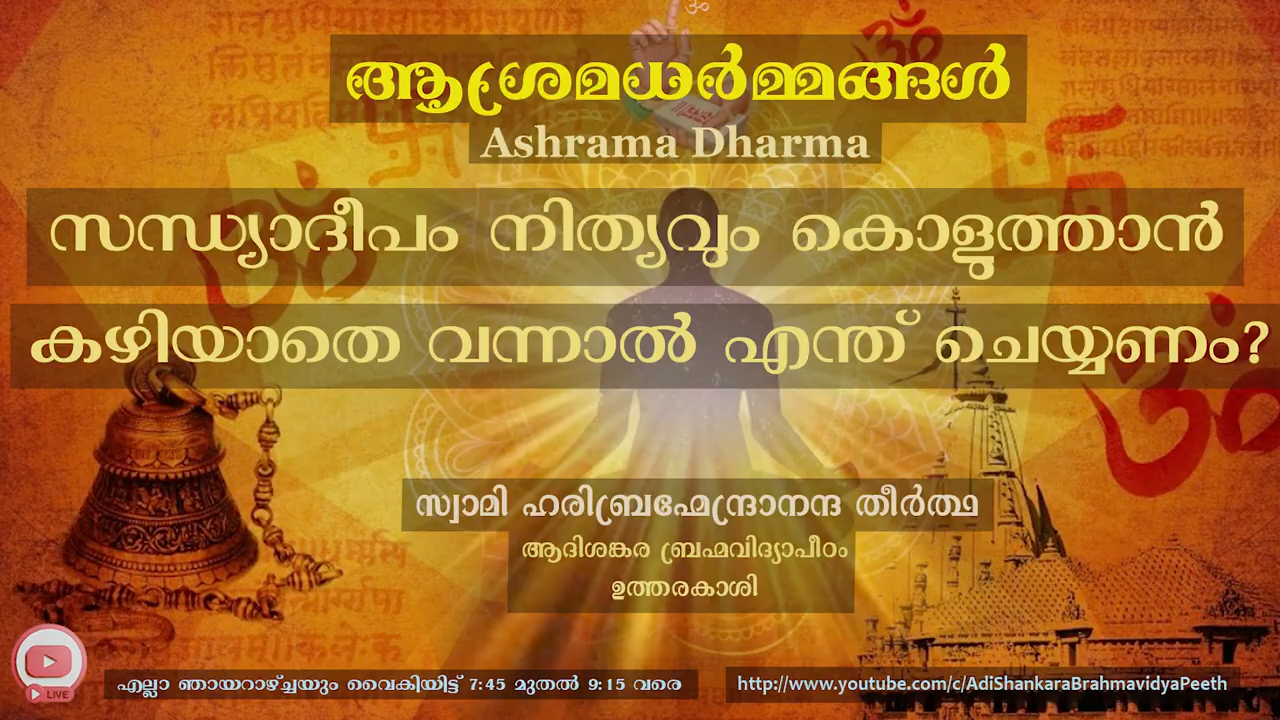 ആശ്രമധർമ്മങ്ങൾ
Ashrama Dharma
സന്ധ്യാദീപം നിത്യവും കൊളുത്താൻ
കഴിയാതെ വന്നാൽ എന്ത് ചെയ്യണം?
സ്വാമി ഹരിബ്രഹ്മേന്ദ്രാനന്ദ തീർത്ഥ
ആദിശങ്കര ബ്രഹ്മവിദ്യാപീഠം
ഉത്തരകാശി
LIVE
എല്ലാ ഞായറാഴ്ച്ചയും വൈകിയിട്ട് 7:45 മുതൽ 9:15 വരെ
http://www.youtube.com/c/AdiShankaraBrahmavidyaPeeth